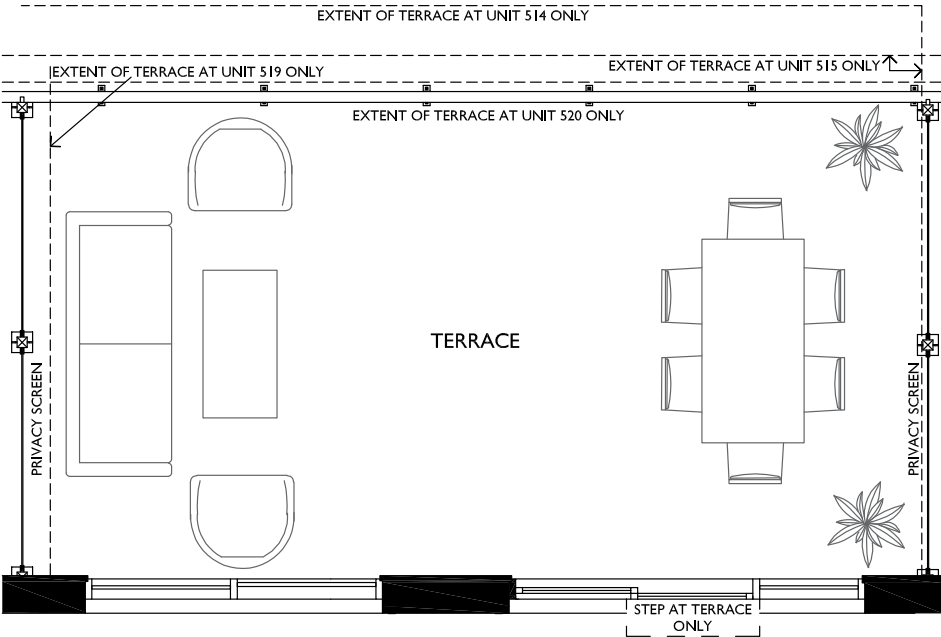 EXTENT OF TERRACE AT UNIT 514 ONLY
EXTENT OF TERRACE AT UNIT 519 ONLY
EXTENT OF TERRACE AT UNIT 515 ONLY
EXTENT OF TERRACE AT UNIT 520 ONLY
TERRACE
PRIVACY SCREEN
PRIVACY SCREEN
STEP AT TERRACE
ONLY